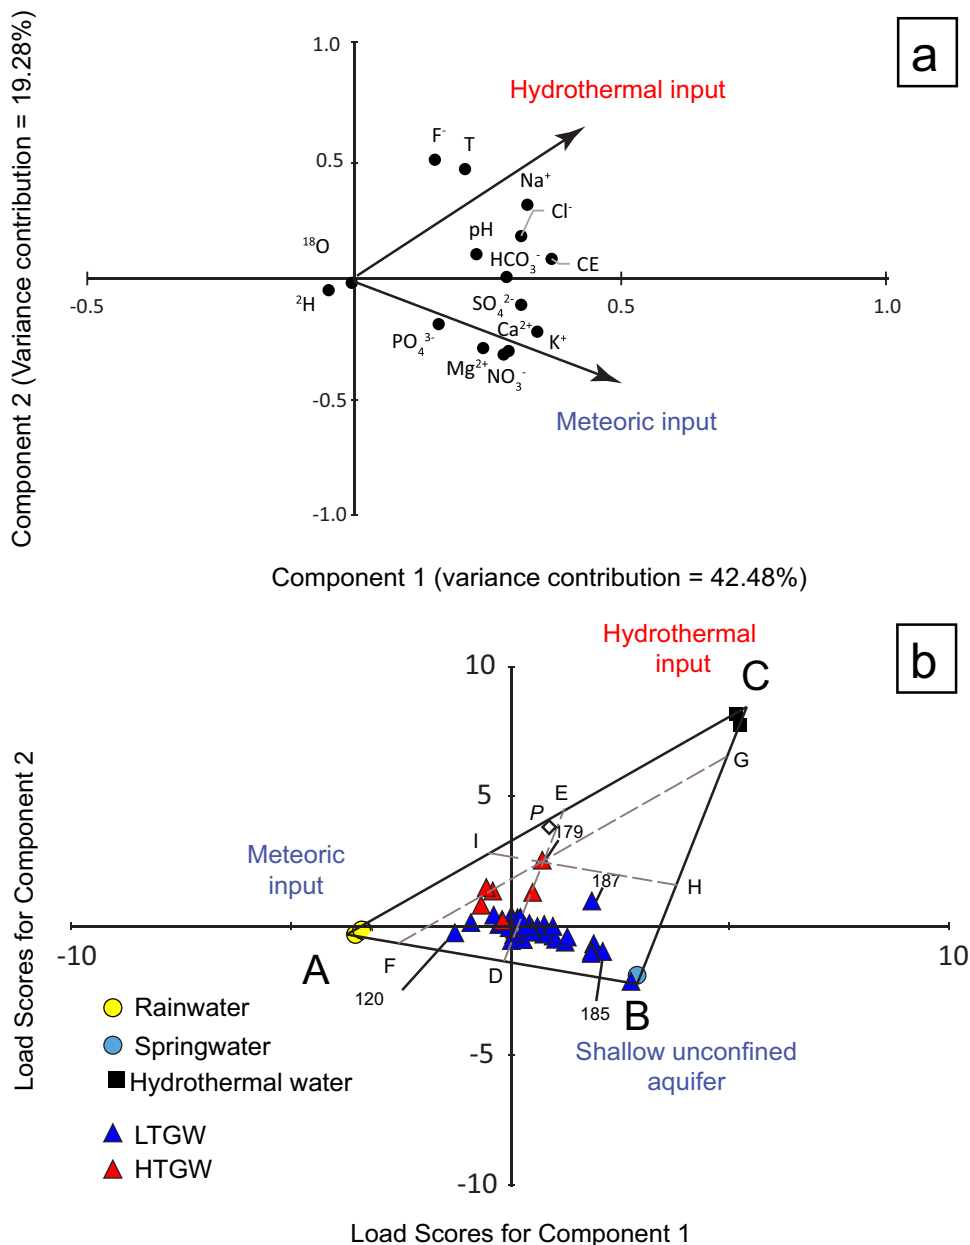 a
Component 2 (Variance contribution = 19.28%)
1.0
Hydrothermal input
F⁻
T
0.5
Na⁺
Cl⁻
pH
¹⁸O
HCO₃⁻
CE
-0.5
0.5
1.0
²H
SO₄²⁻
PO₄³⁻
Ca²⁺
K⁺
Mg²⁺
NO₃⁻
-0.5
Meteoric input
-1.0
Component 1 (variance contribution = 42.48%)
b
Hydrothermal
input
C
10
Load Scores for Component 2
G
5
E
P
179
I
Meteoric
input
187
H
-10
10
A
F
D
120
185
B
Rainwater
Springwater
Hydrothermal water
LTGW
HTGW
Shallow unconfined
aquifer
-5
-10
Load Scores for Component 1